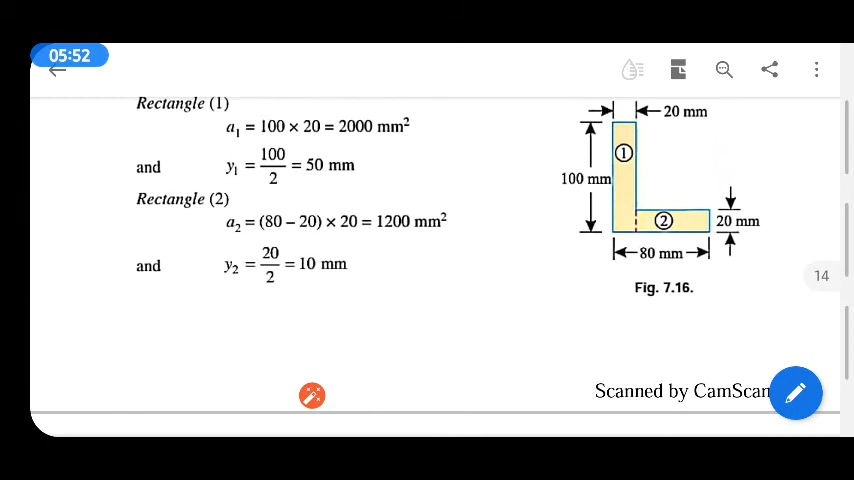 05:52
Rectangle (1)
a₁ = 100 × 20 = 2000 mm²
and y₁ = 100/2 = 50 mm
Rectangle (2)
a₂ = (80 – 20) × 20 = 1200 mm²
and y₂ = 20/2 = 10 mm
20 mm
①
100 mm
②
20 mm
80 mm
Fig. 7.16.
14
Scanned by CamScan